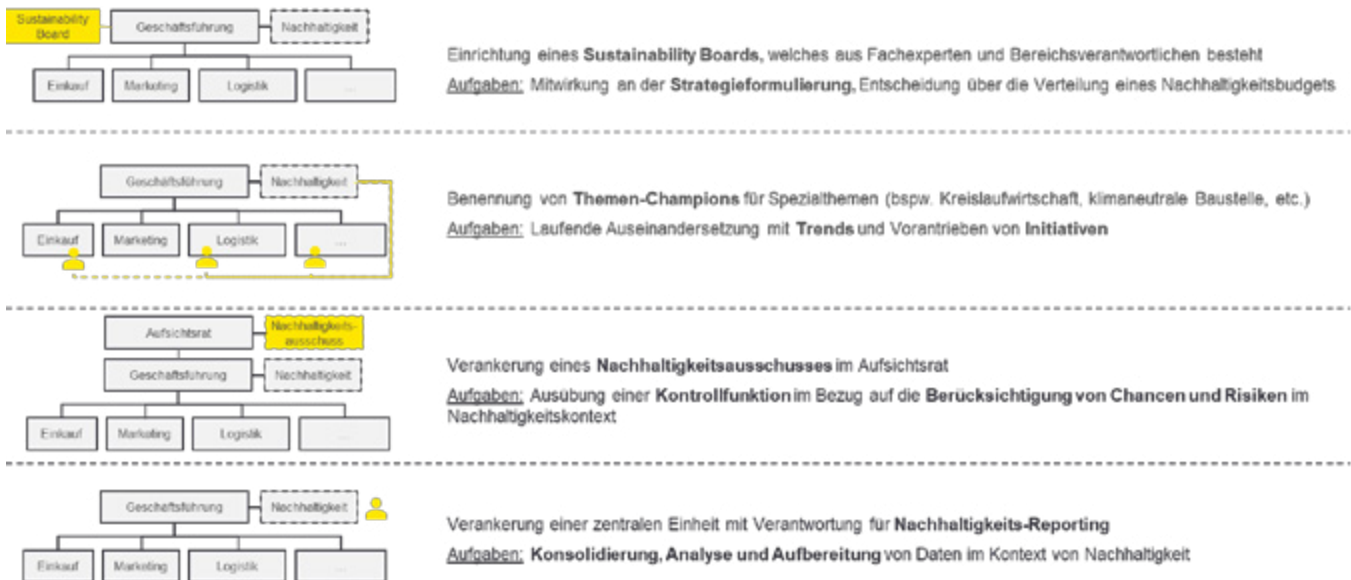 Sustainability
Board
Geschäftsführung
Nachhaltigkeit
Einkauf
Marketing
Logistik
...
Einrichtung eines Sustainability Boards, welches aus Fachexperten und Bereichsverantwortlichen besteht
Aufgaben: Mitwirkung an der Strategieformulierung, Entscheidung über die Verteilung eines Nachhaltigkeitsbudgets
Geschäftsführung
Nachhaltigkeit
Einkauf
Marketing
Logistik
...
Benennung von Themen-Champions für Spezialthemen (bspw. Kreislaufwirtschaft, klimaneutrale Baustelle, etc.)
Aufgaben: Laufende Auseinandersetzung mit Trends und Vorantrieben von Initiativen
Aufsichtsrat
Nachhaltigkeits-
ausschuss
Geschäftsführung
Nachhaltigkeit
Einkauf
Marketing
Logistik
...
Verankerung eines Nachhaltigkeitsausschusses im Aufsichtsrat
Aufgaben: Ausübung einer Kontrollfunktion im Bezug auf die Berücksichtigung von Chancen und Risiken im
Nachhaltigkeitskontext
Geschäftsführung
Nachhaltigkeit
Einkauf
Marketing
Logistik
...
Verankerung einer zentralen Einheit mit Verantwortung für Nachhaltigkeits-Reporting
Aufgaben: Konsolidierung, Analyse und Aufbereitung von Daten im Kontext von Nachhaltigkeit